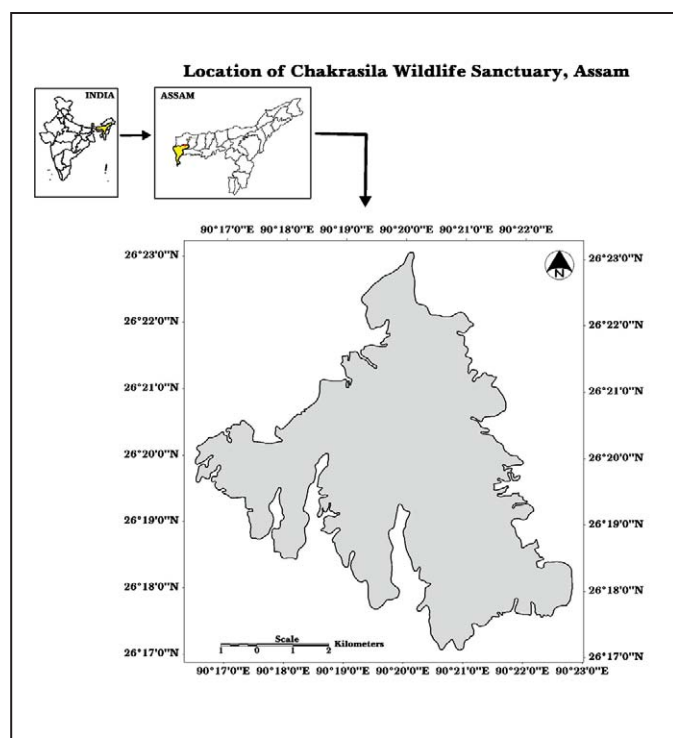 Location of Chakrasila Wildlife Sanctuary, Assam
INDIA
ASSAM
90°17'0"E 90°18'0"E 90°19'0"E 90°20'0"E 90°21'0"E 90°22'0"E
26°23'0"N 26°23'0"N
N
26°22'0"N 26°22'0"N
26°21'0"N 26°21'0"N
26°20'0"N 26°20'0"N
26°19'0"N 26°19'0"N
26°18'0"N 26°18'0"N
Scale
Kilometers
1 0 1 2
26°17'0"N 26°17'0"N
90°17'0"E 90°18'0"E 90°19'0"E 90°20'0"E 90°21'0"E 90°22'0"E 90°23'0"E